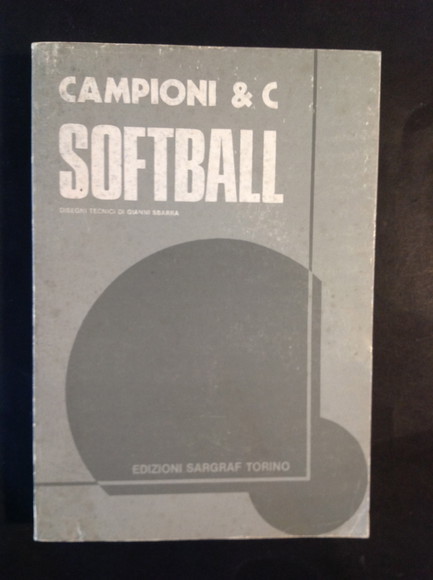 CAMPIONI & C
SOFTBALL
DISEGNI TECNICI DI GIANNI SBARRA
EDIZIONI SARGRAF TORINO